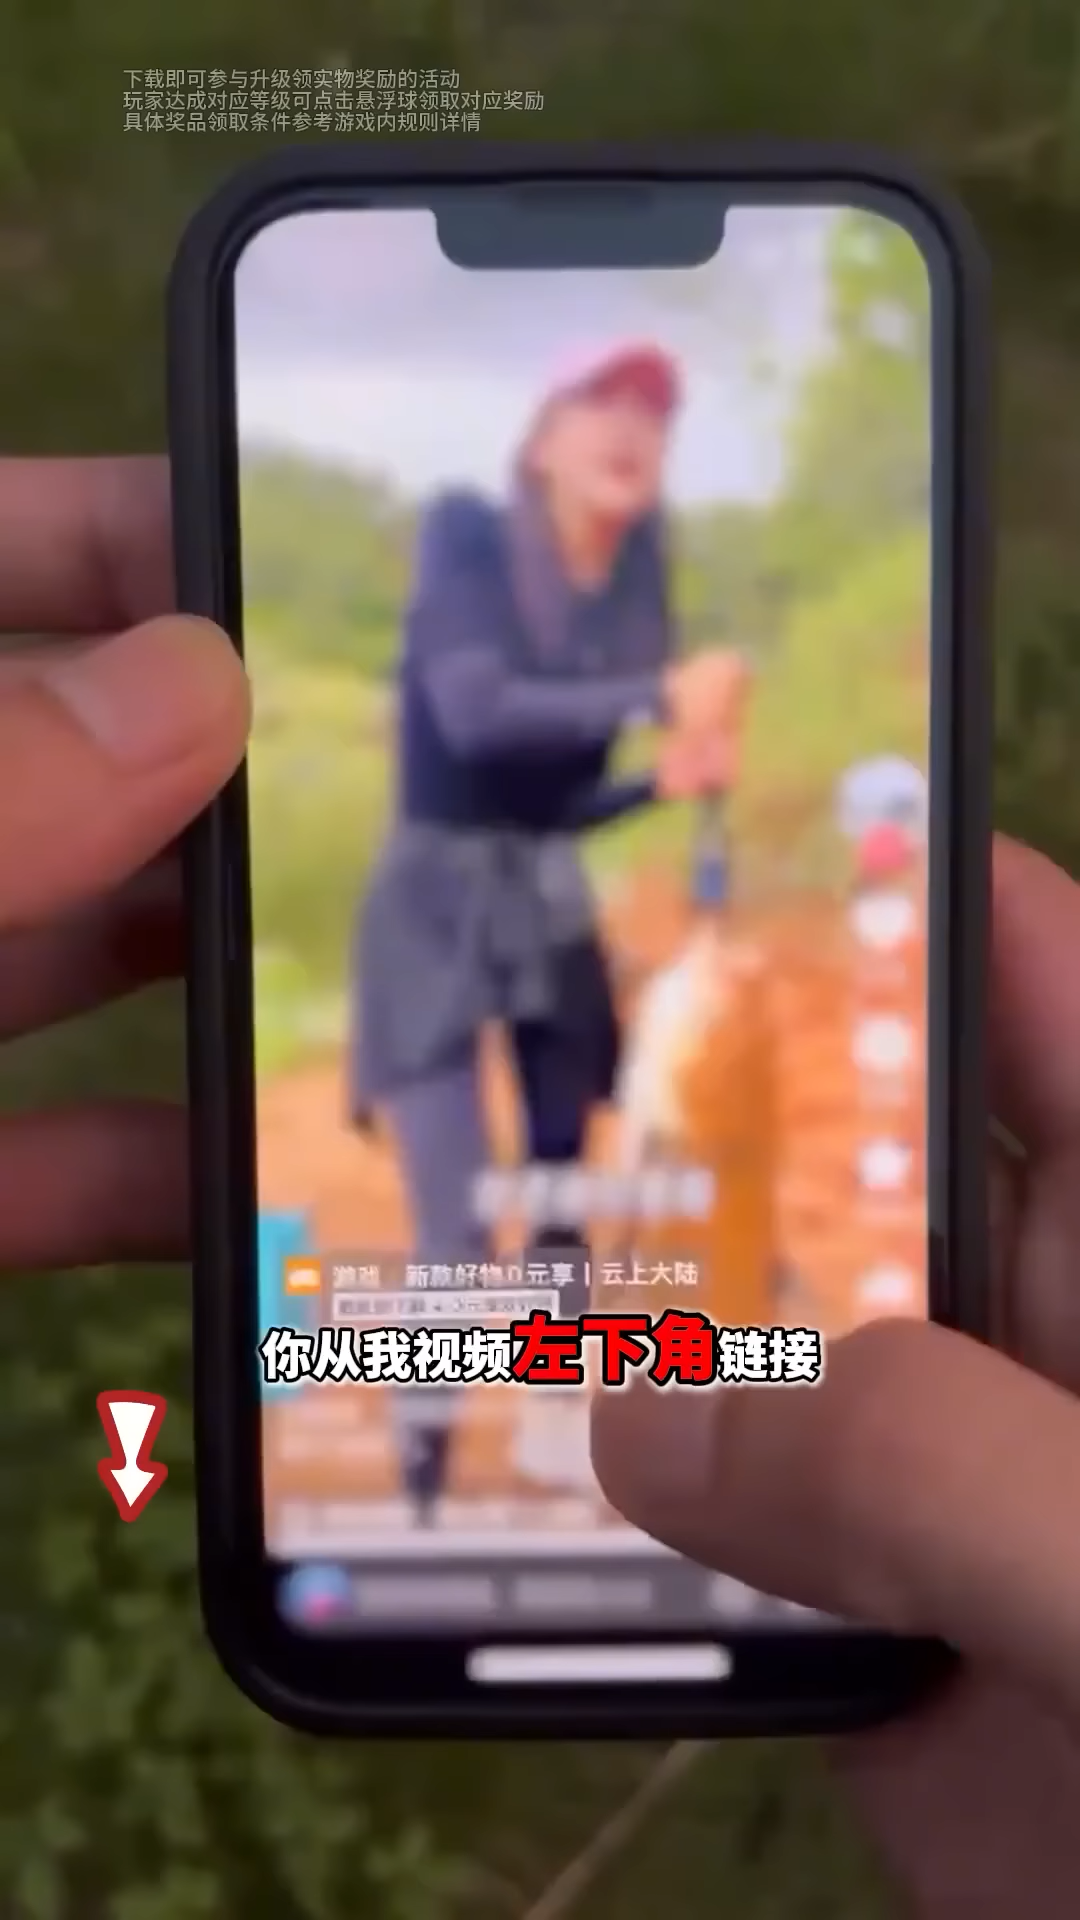 下载即可参与升级领实物奖励的活动
玩家达成对应等级可点击悬浮球领取对应奖励
具体奖品领取条件参考游戏内规则详情
游戏 新款好物0元享｜云上大陆
你从我视频左下角链接